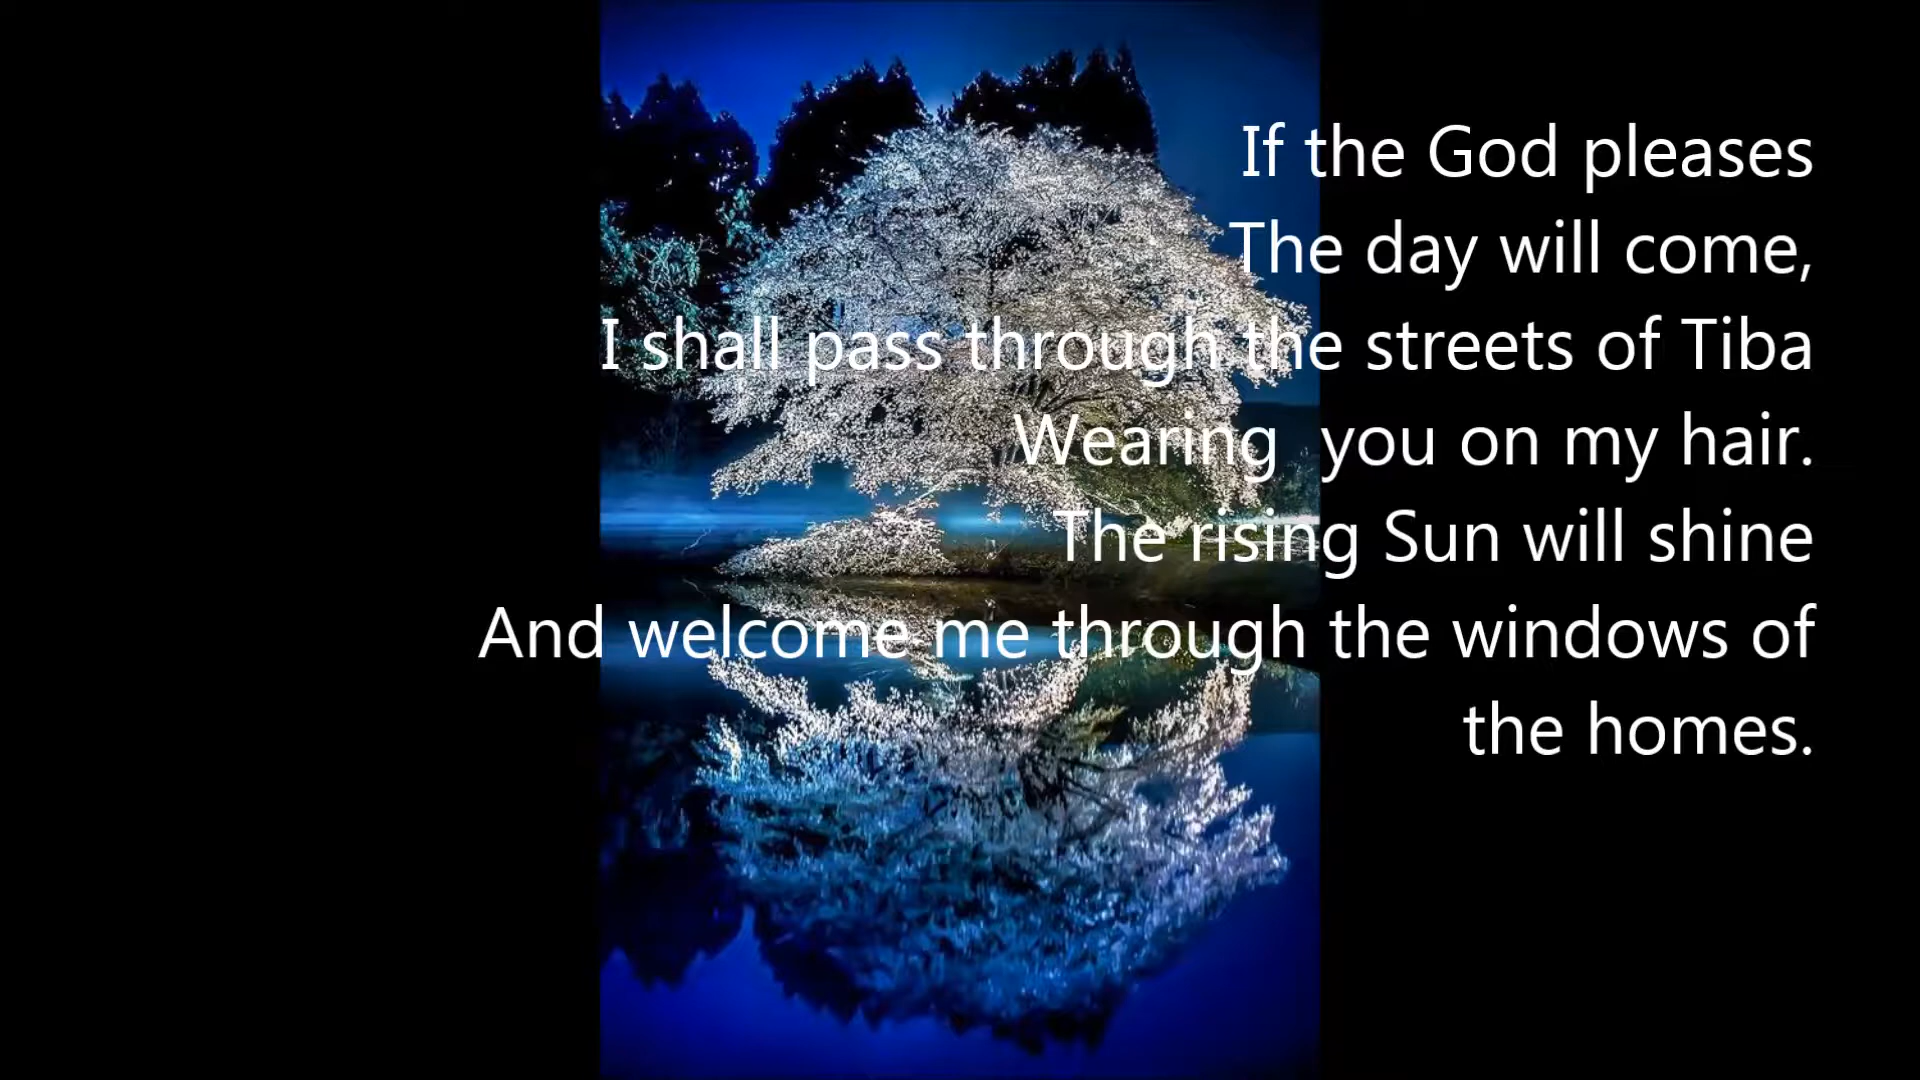 If the God pleases
The day will come,
I shall pass through the streets of Tiba
Wearing  you on my hair.
The rising Sun will shine
And welcome me through the windows of
the homes.